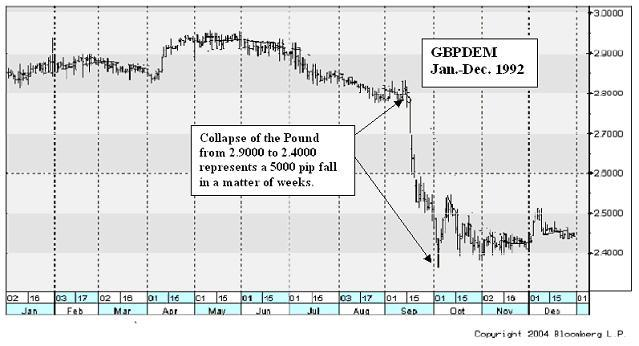 3.0000
2.9000
2.8000
2.7000
2.6000
2.5000
2.4000
GBPDEM
Jan.-Dec. 1992
Collapse of the Pound
from 2.9000 to 2.4000
represents a 5000 pip fall
in a matter of weeks.
02 16 03 17 02 16 01 16 01 15 01 15 01 16 03 17 01 15 01 15 02 16 01 15 01
Jan Feb Mar Apr May Jun Jul Aug Sep Oct Nov Dec
Copyright 2004 Bloomberg L.P.